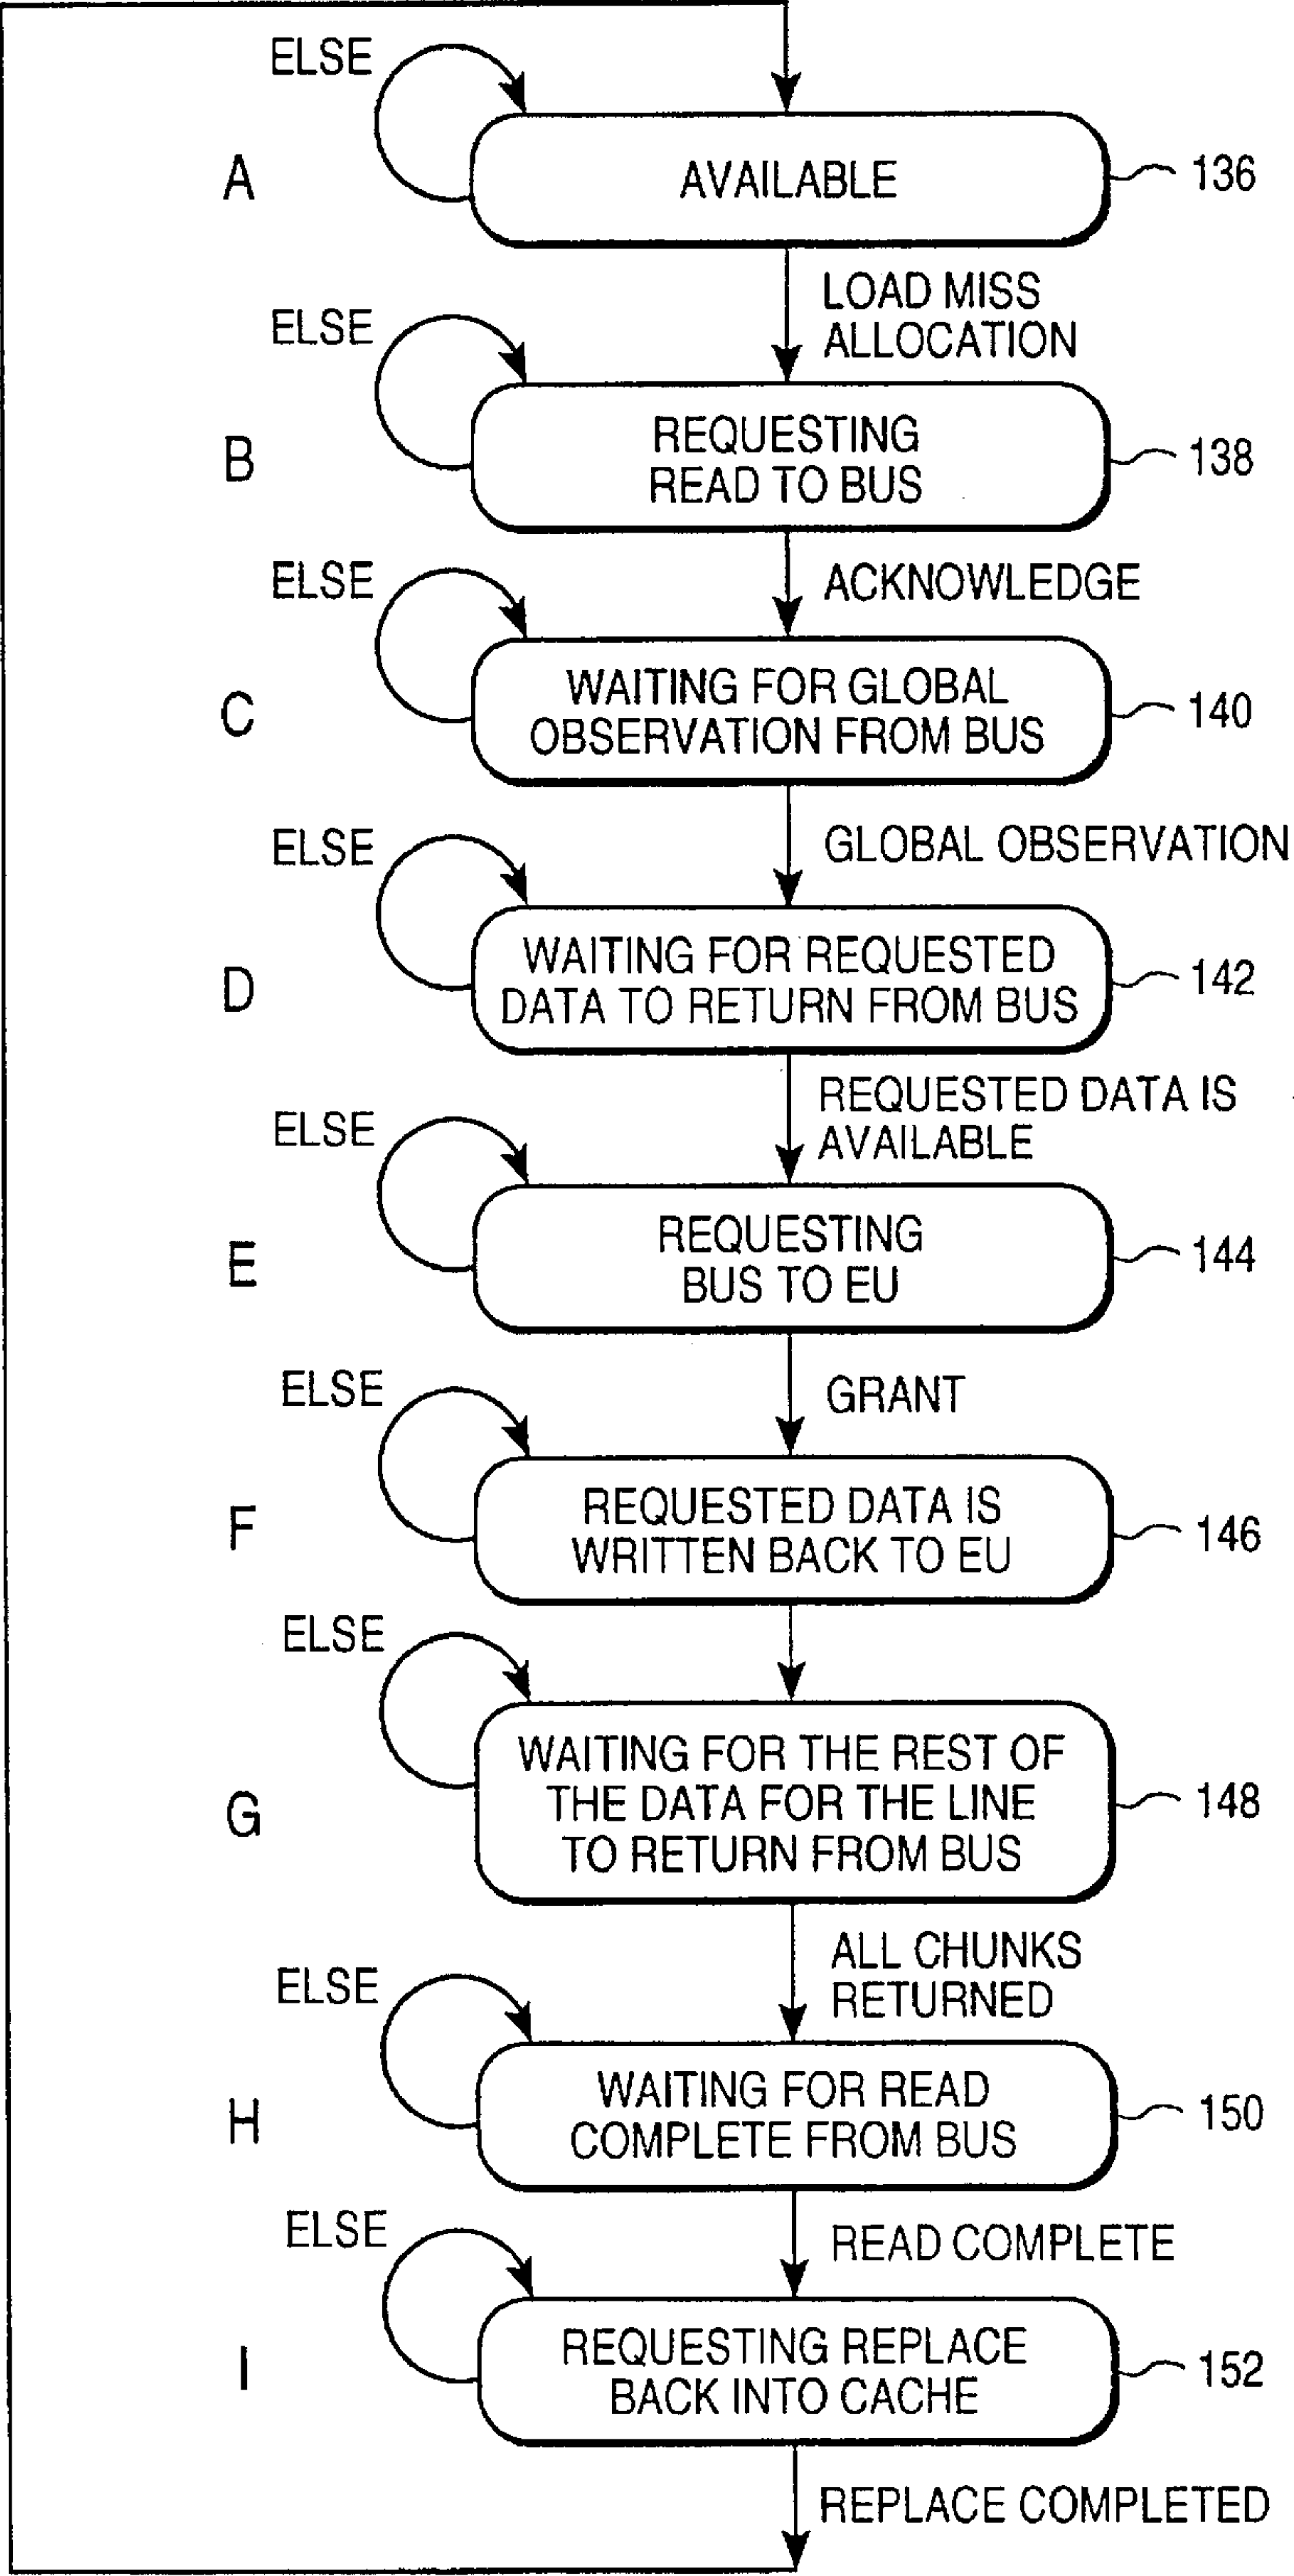 ELSE
A
AVAILABLE
136
LOAD MISS
ALLOCATION
ELSE
B
REQUESTING
READ TO BUS
138
ELSE
ACKNOWLEDGE
C
WAITING FOR GLOBAL
OBSERVATION FROM BUS
140
ELSE
GLOBAL OBSERVATION
D
WAITING FOR REQUESTED
DATA TO RETURN FROM BUS
142
ELSE
REQUESTED DATA IS
AVAILABLE
E
REQUESTING
BUS TO EU
144
ELSE
GRANT
F
REQUESTED DATA IS
WRITTEN BACK TO EU
146
ELSE
G
WAITING FOR THE REST OF
THE DATA FOR THE LINE
TO RETURN FROM BUS
148
ALL CHUNKS
RETURNED
ELSE
H
WAITING FOR READ
COMPLETE FROM BUS
150
ELSE
READ COMPLETE
I
REQUESTING REPLACE
BACK INTO CACHE
152
REPLACE COMPLETED